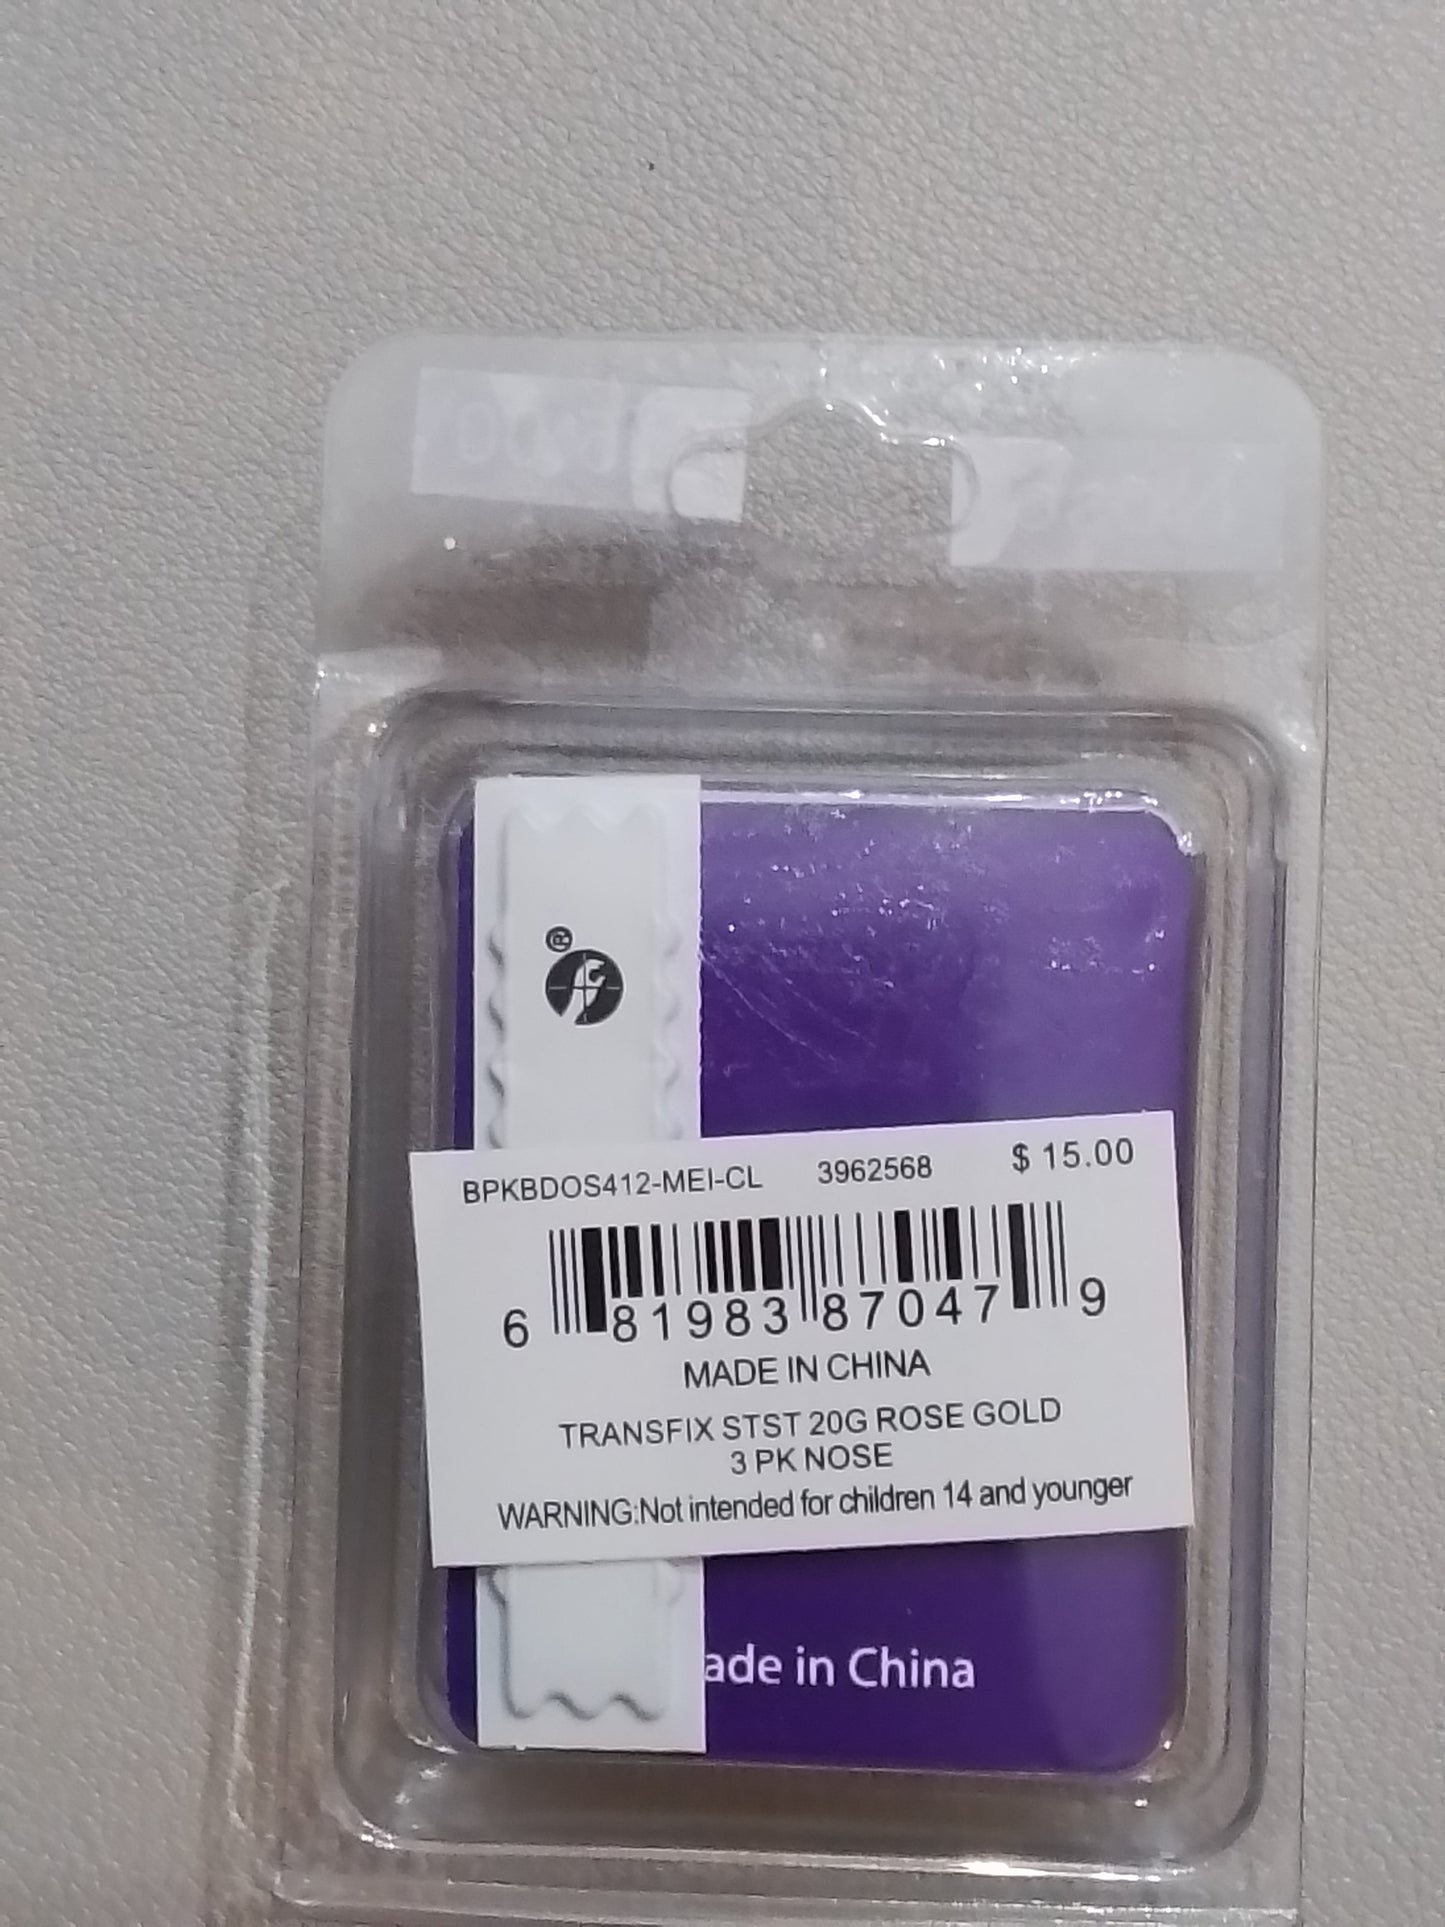 ®
BPKBDOS412-MEI-CL 3962568 $ 15.00
6 81983 87047 9
MADE IN CHINA
TRANSFIX STST 20G ROSE GOLD
3 PK NOSE
WARNING:Not intended for children 14 and younger
ade in China